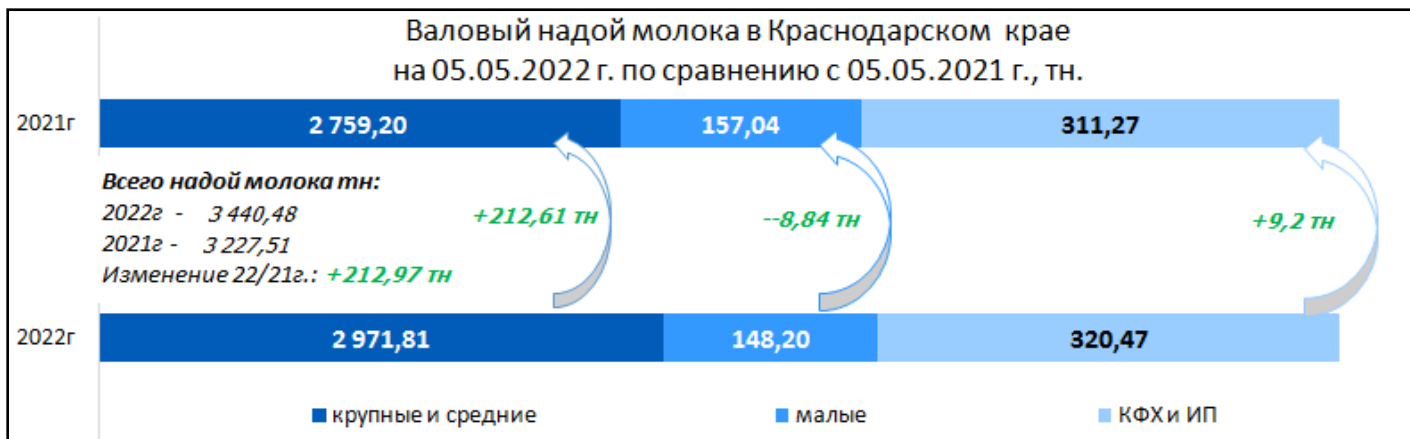 Валовый надой молока в Краснодарском края
на 05.05.2022 г. по сравнению с 05.05.2021 г., тн.
2021г
2 759,20
157,04
311,27
Всего надой молока тн:
2022г - 3 440,48
2021г - 3 227,51
Изменение 22/21г.: +212,97 тн
+212,61 тн
--8,84 тн
+9,2 тн
2022г
2 971,81
148,20
320,47
крупные и средние
малые
КФХ и ИП